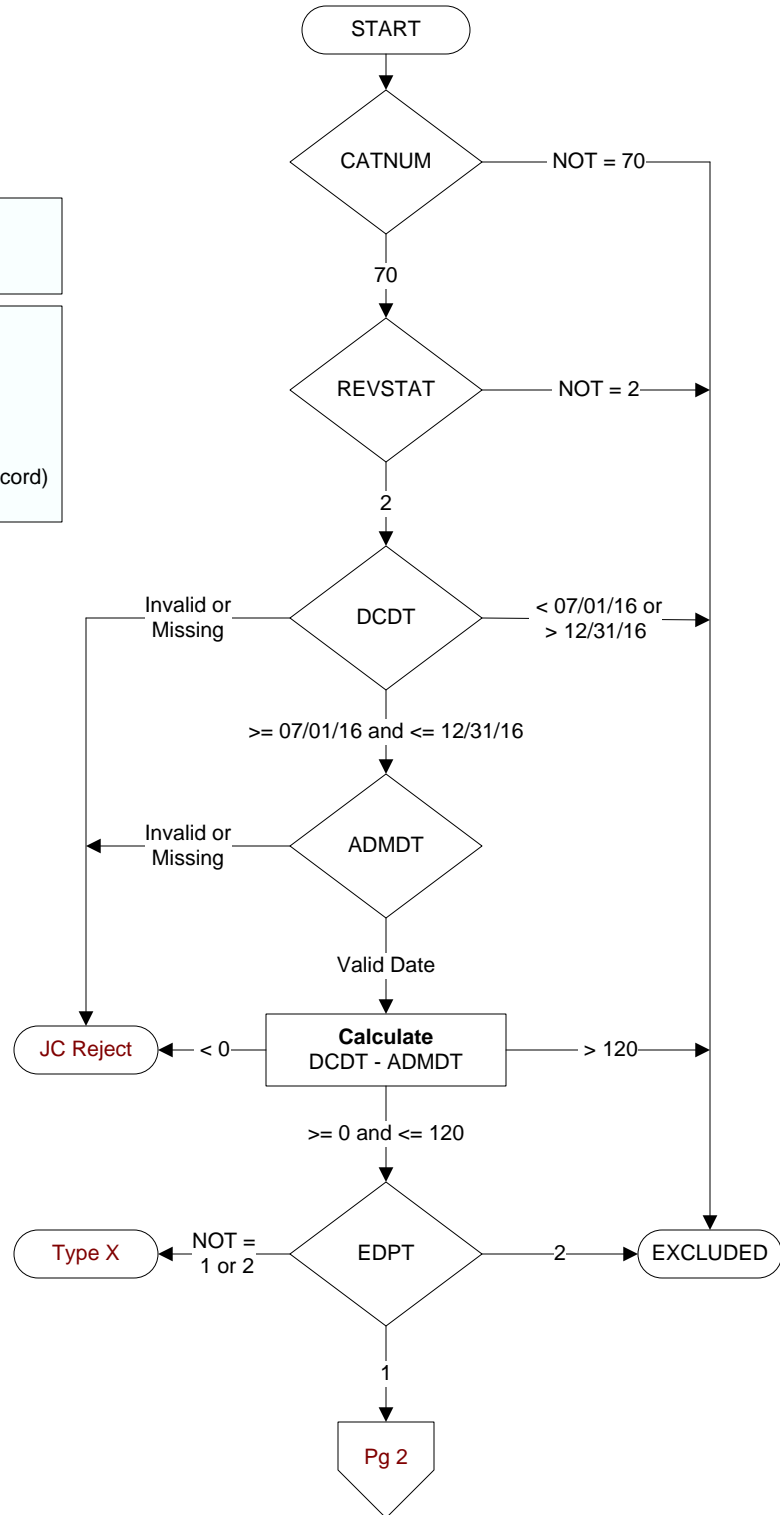 START
CATNUM
NOT = 70
70
REVSTAT
NOT = 2
cord)
2
Invalid or
Missing
DCDT
< 07/01/16 or
> 12/31/16
>= 07/01/16 and <= 12/31/16
Invalid or
Missing
ADMDT
Valid Date
JC Reject
< 0
Calculate
DCDT - ADMDT
> 120
>= 0 and <= 120
Type X
NOT =
1 or 2
EDPT
2
EXCLUDED
1
Pg 2